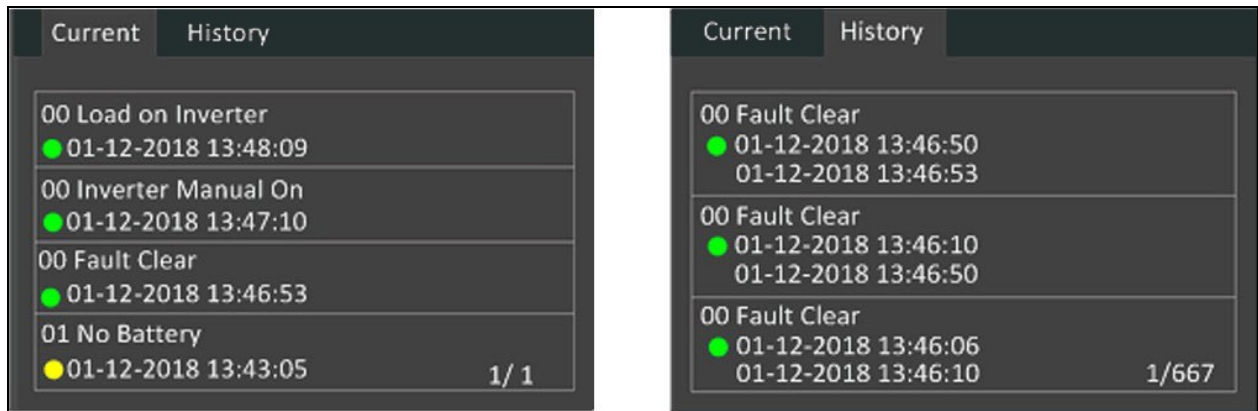 Current History
00 Load on Inverter
01-12-2018 13:48:09
00 Inverter Manual On
01-12-2018 13:47:10
00 Fault Clear
01-12-2018 13:46:53
01 No Battery
01-12-2018 13:43:05 1/ 1
Current History
00 Fault Clear
01-12-2018 13:46:50
01-12-2018 13:46:53
00 Fault Clear
01-12-2018 13:46:10
01-12-2018 13:46:50
00 Fault Clear
01-12-2018 13:46:06
01-12-2018 13:46:10 1/667